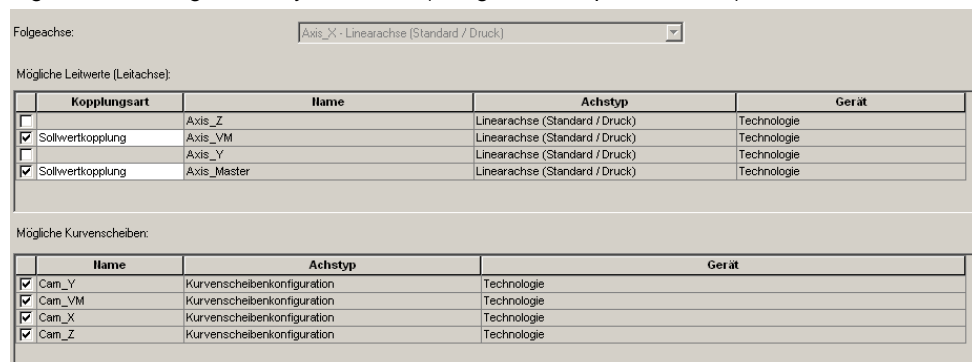 Folgeachse: Axis_X - Linearachse (Standard / Druck)
Mögliche Leitwerte (Leitachse):
Kopplungsart Name Achstyp Gerät
Axis_Z Linearachse (Standard / Druck) Technologie
Sollwertkopplung Axis_VM Linearachse (Standard / Druck) Technologie
Axis_Y Linearachse (Standard / Druck) Technologie
Sollwertkopplung Axis_Master Linearachse (Standard / Druck) Technologie
Mögliche Kurvenscheiben:
Name Achstyp Gerät
Cam_Y Kurvenscheibenkonfiguration Technologie
Cam_VM Kurvenscheibenkonfiguration Technologie
Cam_X Kurvenscheibenkonfiguration Technologie
Cam_Z Kurvenscheibenkonfiguration Technologie